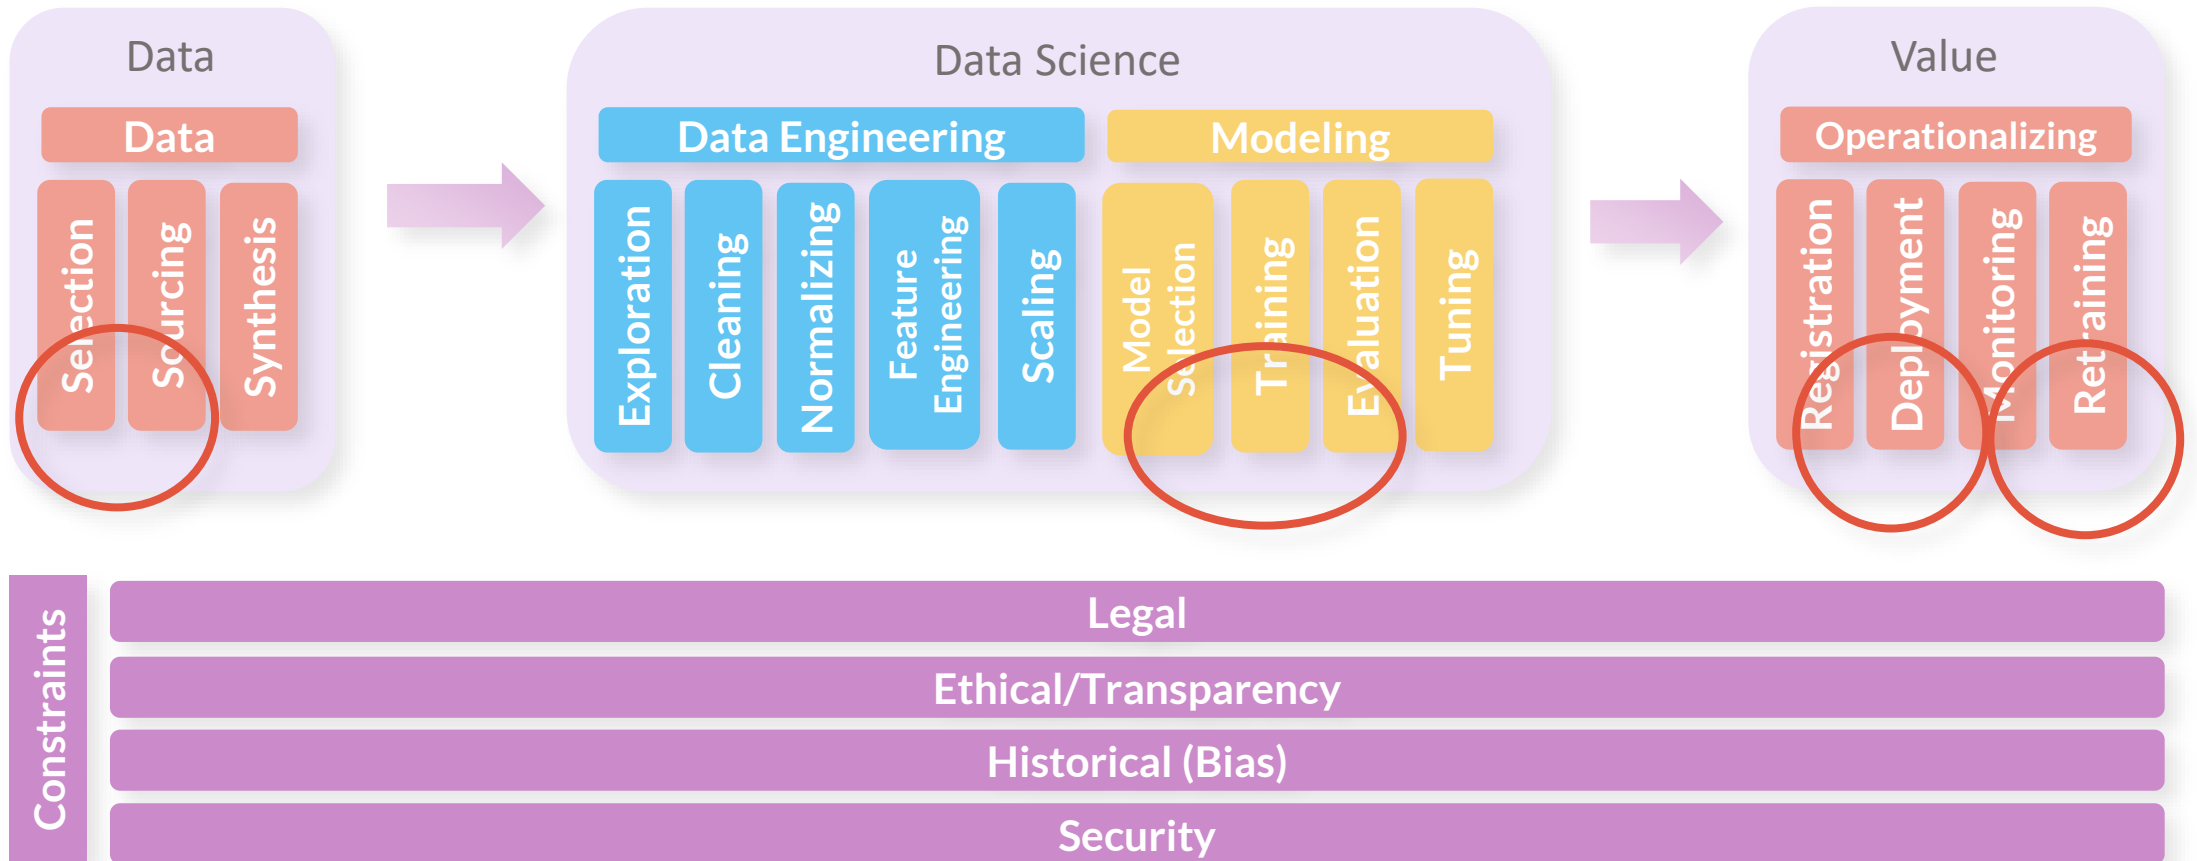 Data
Data
Selection
Sourcing
Synthesis
Data Science
Data Engineering
Exploration
Cleaning
Normalizing
Feature
Engineering
Scaling
Modeling
Model
Selection
Training
Evaluation
Tuning
Value
Operationalizing
Registration
Deployment
Monitoring
Retraining
Constraints
Legal
Ethical/Transparency
Historical (Bias)
Security